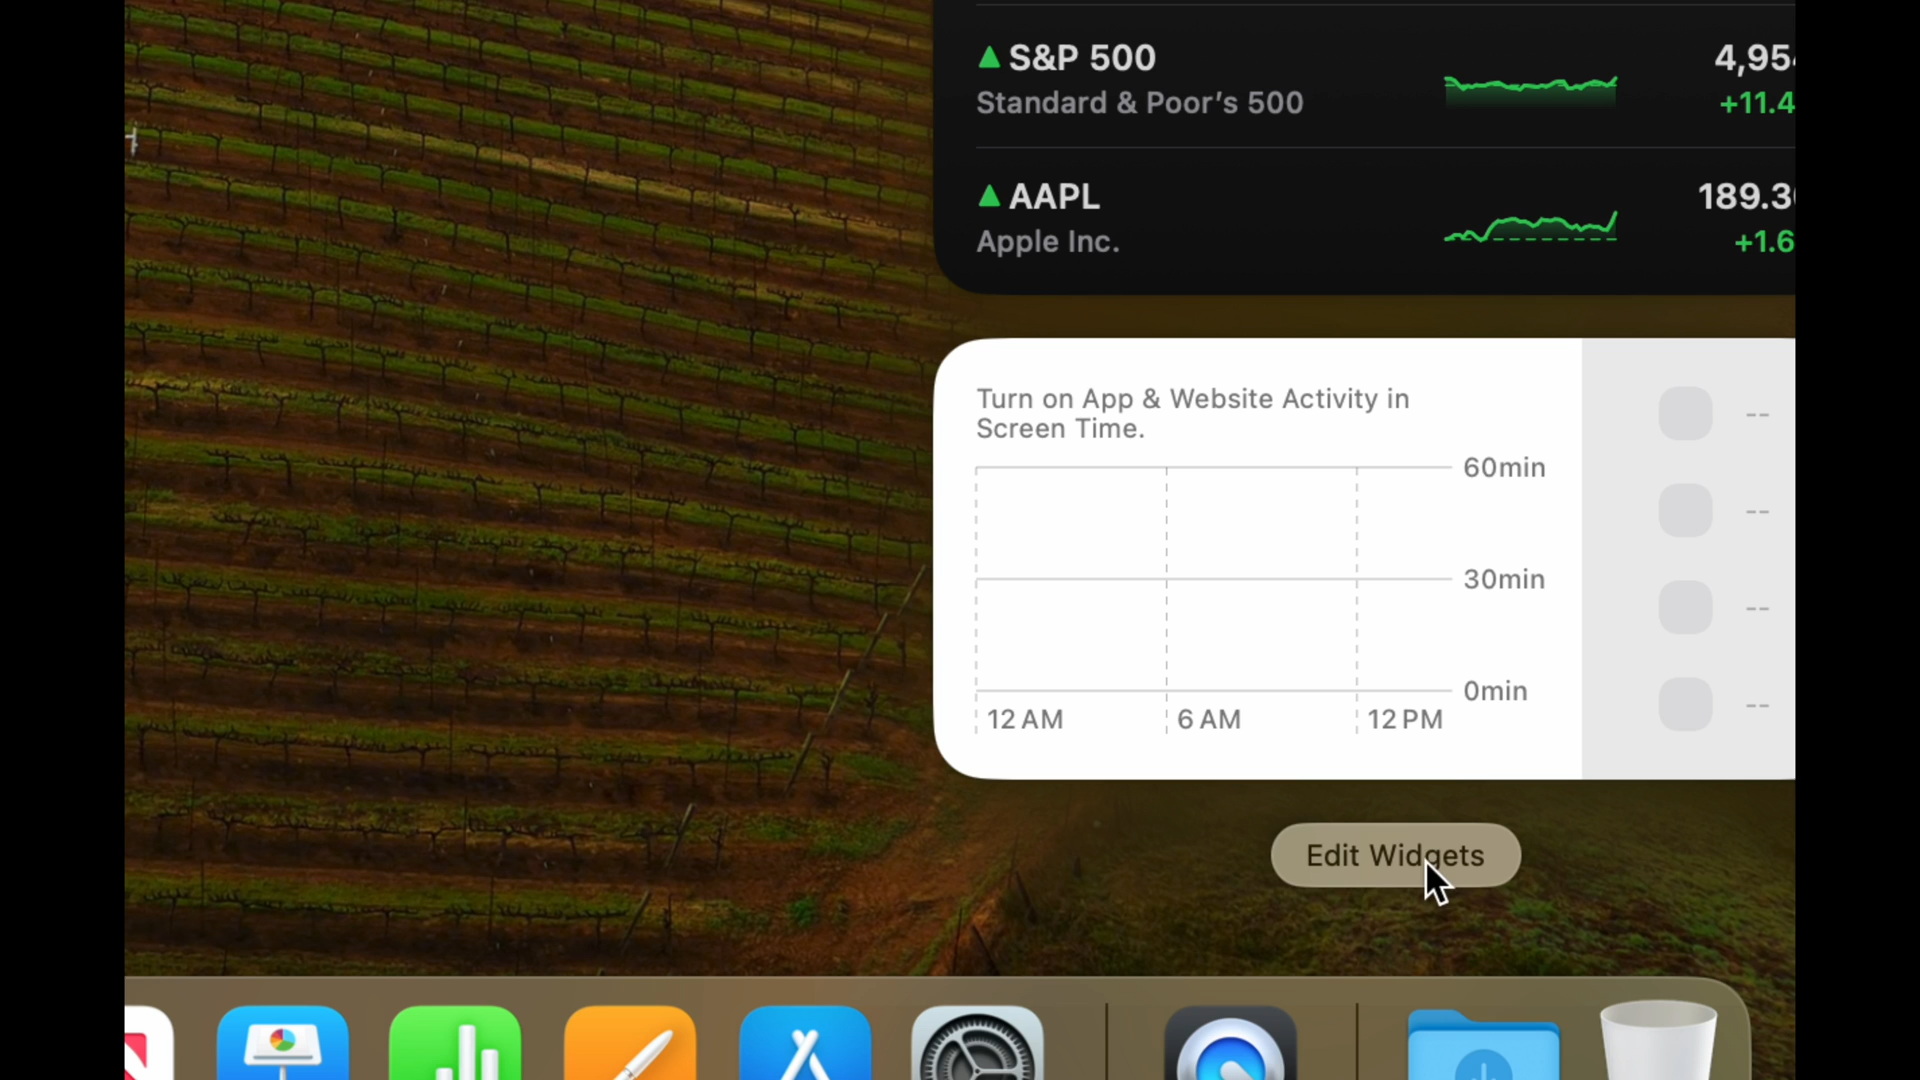 S&P 500
4,954
Standard & Poor's 500
+11.4
AAPL
189.3
Apple Inc.
+1.6
Turn on App & Website Activity in
Screen Time.
60min
--
--
30min
--
0min
--
12 AM
6 AM
12 PM
Edit Widgets